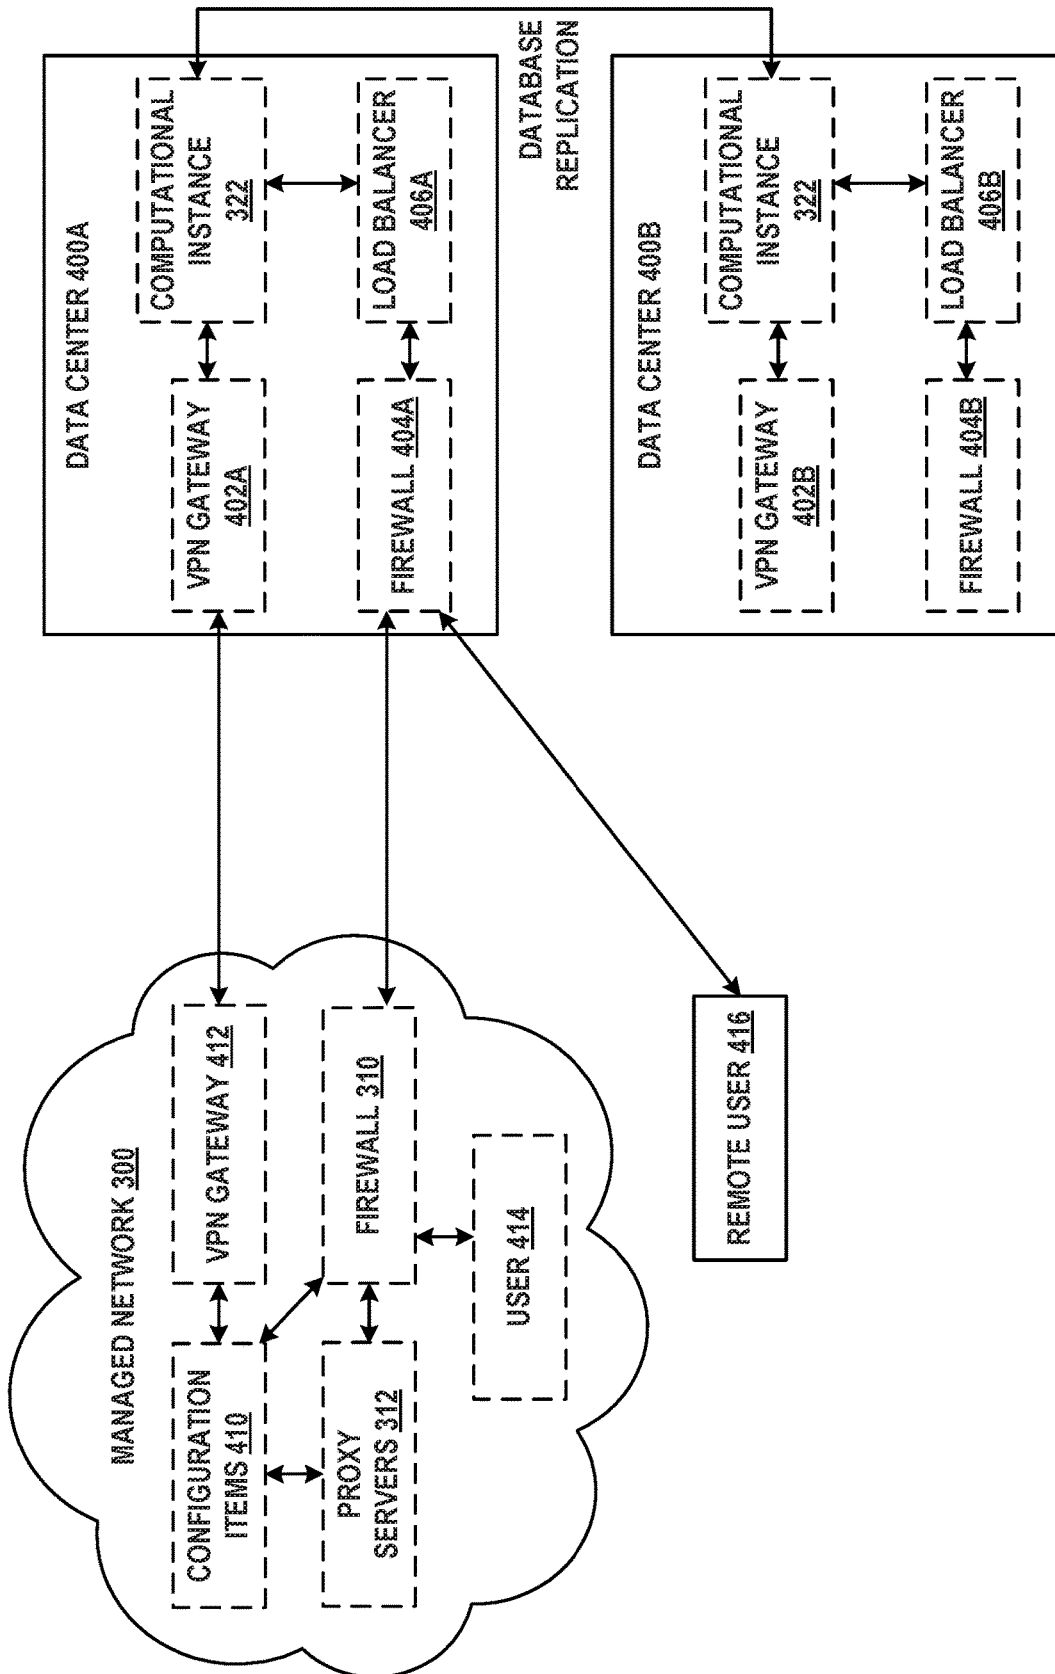 MANAGED NETWORK 300
CONFIGURATION
ITEMS 410
VPN GATEWAY 412
PROXY
SERVERS 312
FIREWALL 310
USER 414
REMOTE USER 416
DATA CENTER 400A
VPN GATEWAY
402A
COMPUTATIONAL
INSTANCE
322
FIREWALL 404A
LOAD BALANCER
406A
DATABASE
REPLICATION
DATA CENTER 400B
VPN GATEWAY
402B
COMPUTATIONAL
INSTANCE
322
FIREWALL 404B
LOAD BALANCER
406B